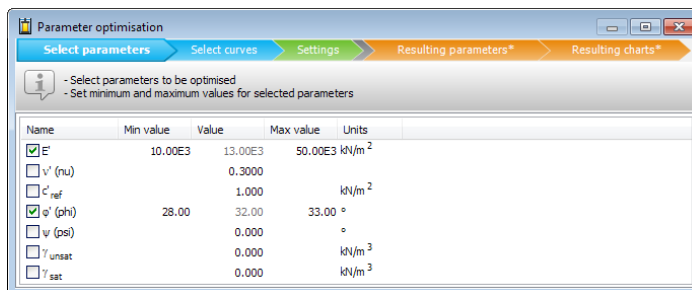 Parameter optimisation
Select parameters Select curves Settings Resulting parameters* Resulting charts*
- Select parameters to be optimised
- Set minimum and maximum values for selected parameters
Name Min value Value Max value Units
E' 10.00E3 13.00E3 50.00E3 kN/m²
ν' (nu) 0.3000
c'ref 1.000 kN/m²
φ' (phi) 28.00 32.00 33.00 °
ψ (psi) 0.000 °
γunsat 0.000 kN/m³
γsat 0.000 kN/m³